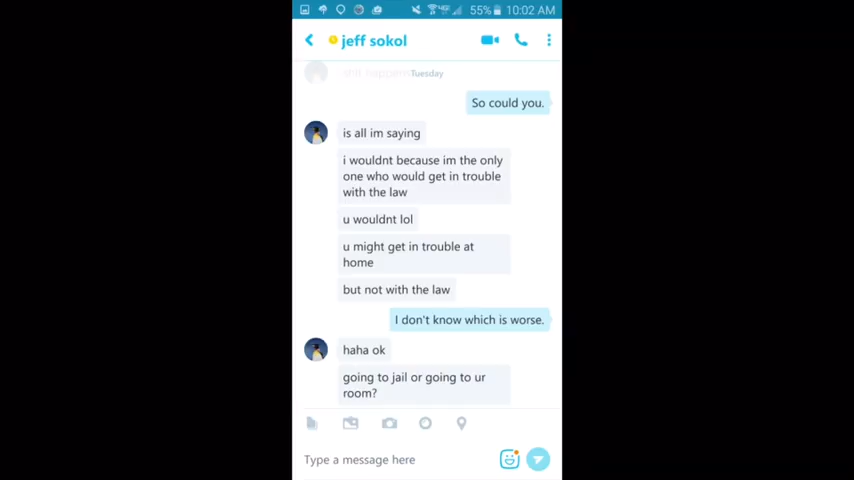 55% 10:02 AM
jeff sokol
Tuesday
So could you.
is all im saying
i wouldnt because im the only
one who would get in trouble
with the law
u wouldnt lol
u might get in trouble at
home
but not with the law
I don't know which is worse.
haha ok
going to jail or going to ur
room?
Type a message here